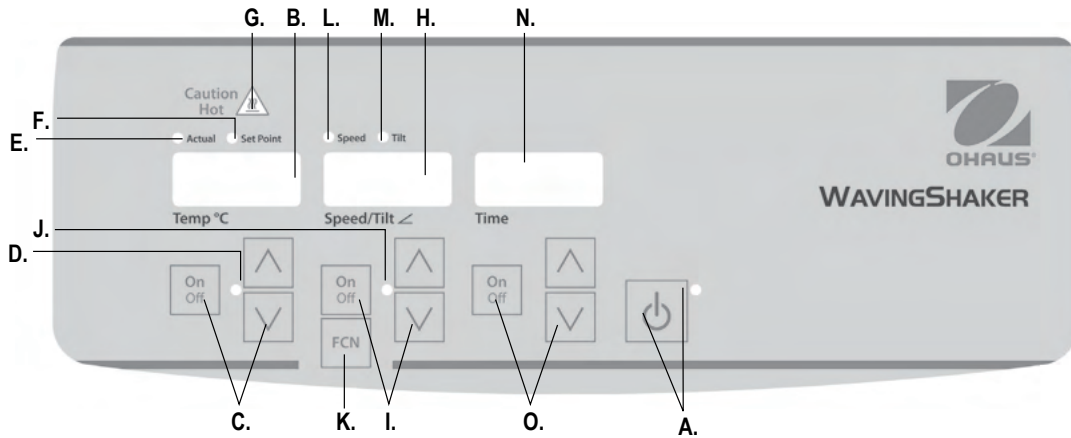 G. B. L. M. H. N.
Caution
Hot
F.
E.
Actual Set Point Speed Tilt
OHAUS®
WAVINGSHAKER
Temp °C Speed/Tilt Time
J.
D.
On
Off
On
Off
On
Off
FCN
C. K. I. O. A.